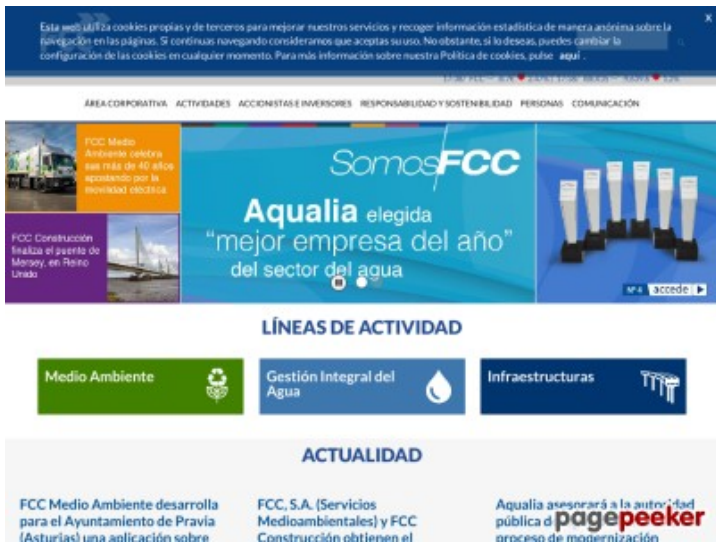 Esta web utiliza cookies propias y de terceros para mejorar nuestros servicios y recoger información estadística de manera anónima sobre la
navegación en las páginas. Si continuas navegando consideramos que aceptas su uso. No obstante, si lo deseas, puedes cambiar la
configuración de las cookies en cualquier momento. Para más información sobre nuestra Política de cookies, pulse aquí .
x
ÁREA CORPORATIVA ACTIVIDADES ACCIONISTAS E INVERSORES RESPONSABILIDAD Y SOSTENIBILIDAD PERSONAS COMUNICACIÓN
FCC Medio
Ambiente celebra
sus más de 40 años
apostando por la
movilidad eléctrica
FCC Construcción
finaliza el puente de
Mersey, en Reino
Unido
SomosFCC
Aqualia elegida
“mejor empresa del año”
del sector del agua
accede
LÍNEAS DE ACTIVIDAD
Medio Ambiente
Gestión Integral del
Agua
Infraestructuras
ACTUALIDAD
FCC Medio Ambiente desarrolla
para el Ayuntamiento de Pravia
(Asturias) una aplicación sobre
FCC, S.A. (Servicios
Medioambientales) y FCC
Construcción obtienen el
Aqualia asesorará a la autoridad
pública
proceso de modernización
pagepeeker